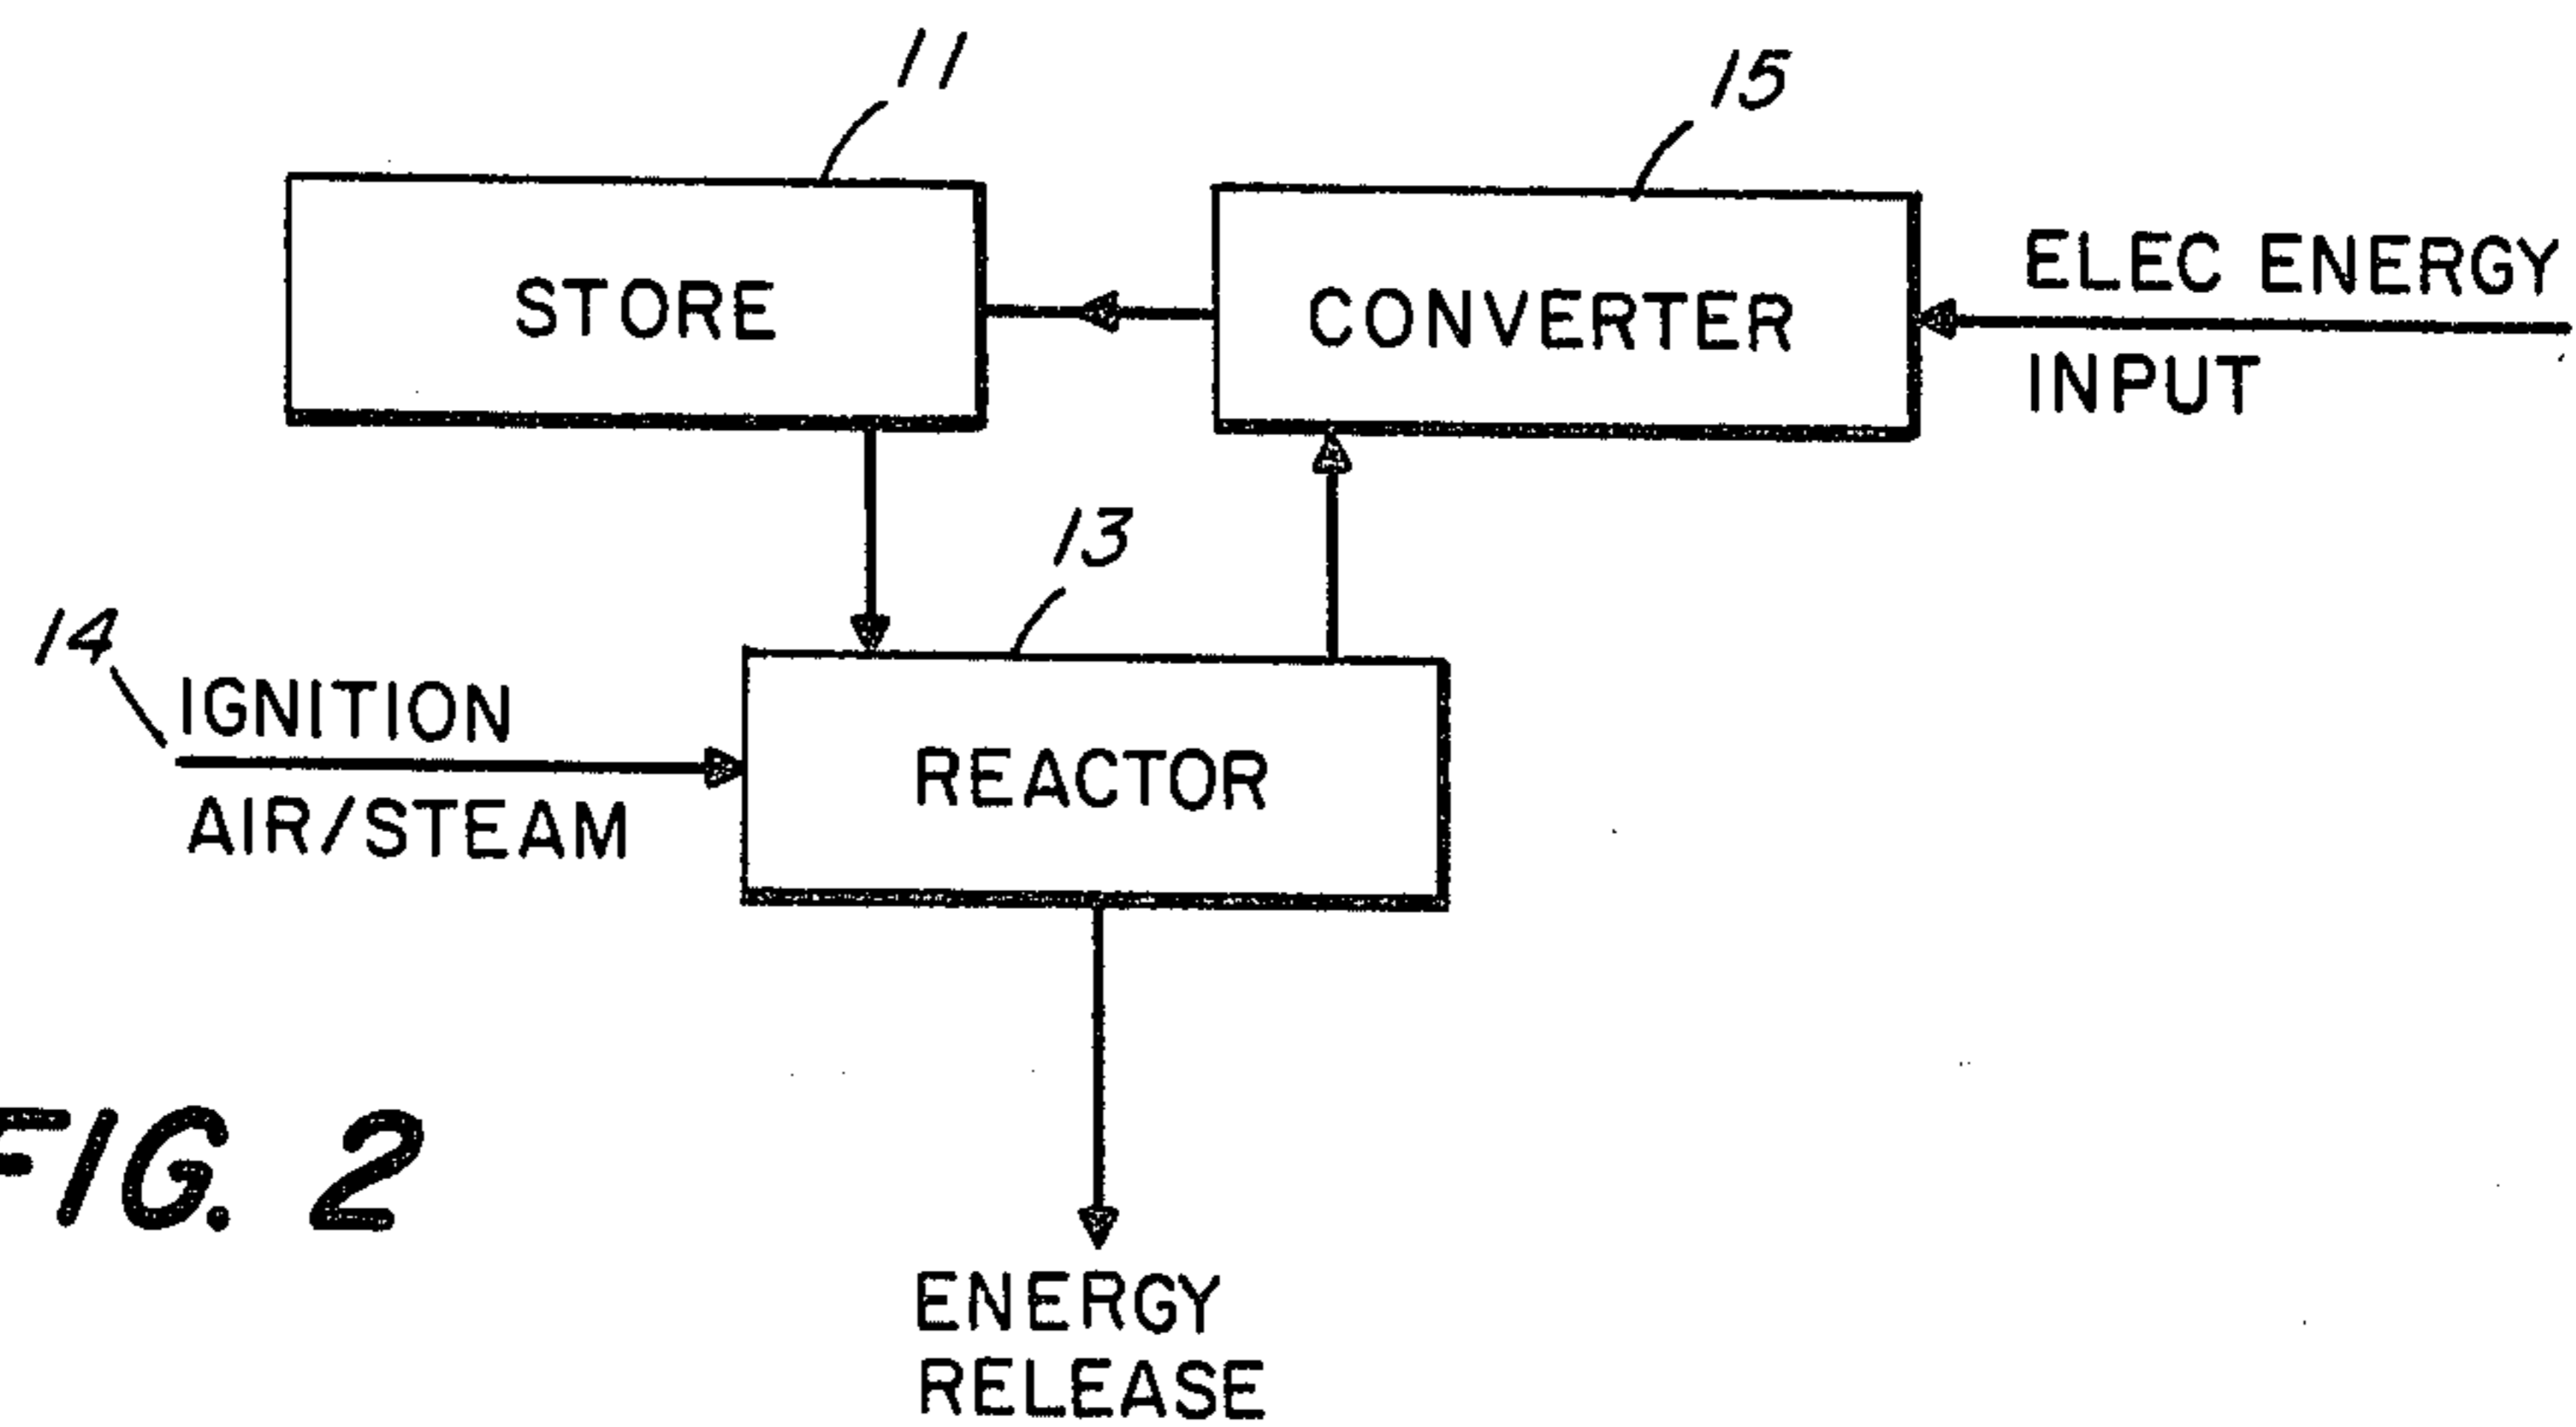 11
15
STORE
CONVERTER
ELEC ENERGY
INPUT
13
14
IGNITION
AIR/STEAM
REACTOR
FIG. 2
ENERGY
RELEASE